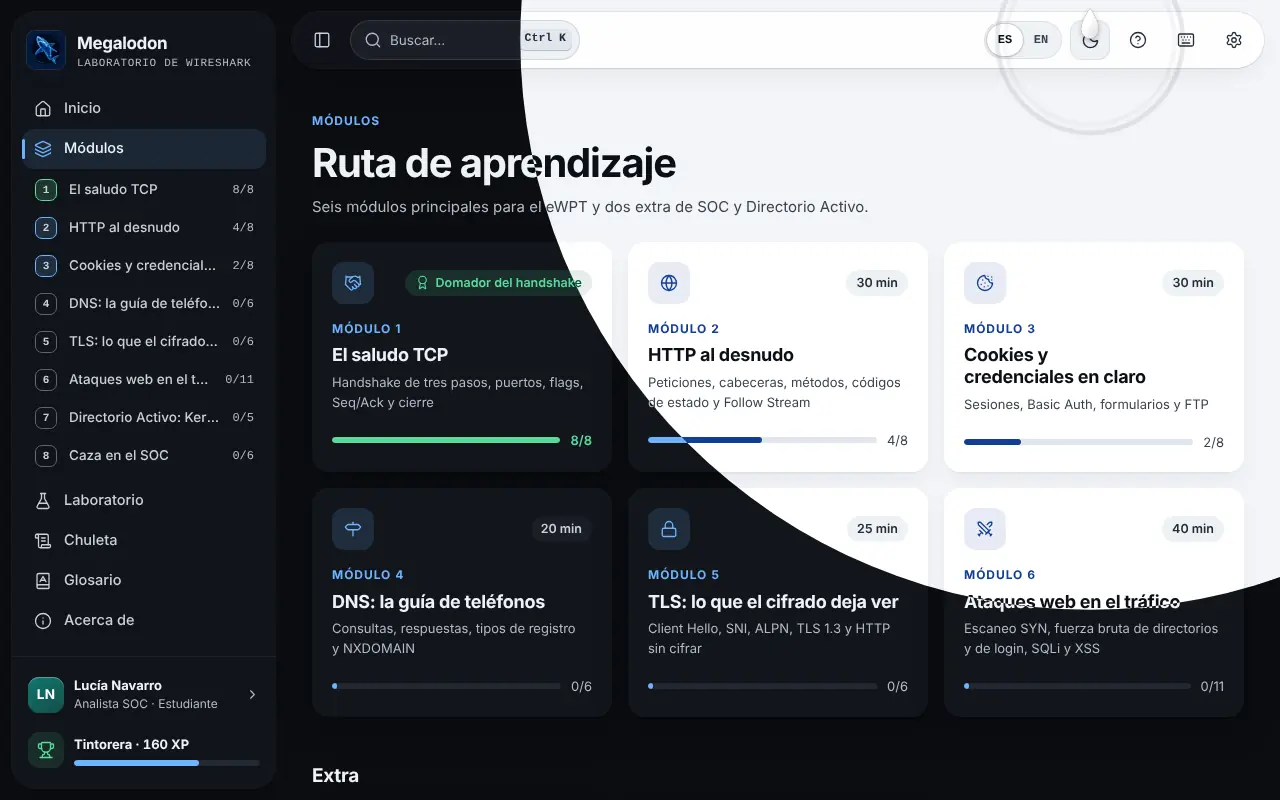 Megalodon
LABORATORIO DE WIRESHARK
Inicio
Módulos
1 El saludo TCP 8/8
2 HTTP al desnudo 4/8
3 Cookies y credencial... 2/8
4 DNS: la guía de teléfo... 0/6
5 TLS: lo que el cifrado... 0/6
6 Ataques web en el t... 0/11
7 Directorio Activo: Ker... 0/5
8 Caza en el SOC 0/6
Laboratorio
Chuleta
Glosario
Acerca de
LN
Lucía Navarro
Analista SOC · Estudiante
Tintorera · 160 XP
Buscar...
Ctrl K
ES EN
MÓDULOS
Ruta de aprendizaje
Seis módulos principales para el eWPT y dos extra de SOC y Directorio Activo.
Domador del handshake
MÓDULO 1
El saludo TCP
Handshake de tres pasos, puertos, flags,
Seq/Ack y cierre
8/8
30 min
MÓDULO 2
HTTP al desnudo
Peticiones, cabeceras, métodos, códigos
de estado y Follow Stream
4/8
30 min
MÓDULO 3
Cookies y
credenciales en claro
Sesiones, Basic Auth, formularios y FTP
2/8
20 min
MÓDULO 4
DNS: la guía de teléfonos
Consultas, respuestas, tipos de registro
y NXDOMAIN
0/6
25 min
MÓDULO 5
TLS: lo que el cifrado deja ver
Client Hello, SNI, ALPN, TLS 1.3 y HTTP
sin cifrar
0/6
40 min
MÓDULO 6
Ataques web en el tráfico
Escaneo SYN, fuerza bruta de directorios
y de login, SQLi y XSS
0/11
Extra